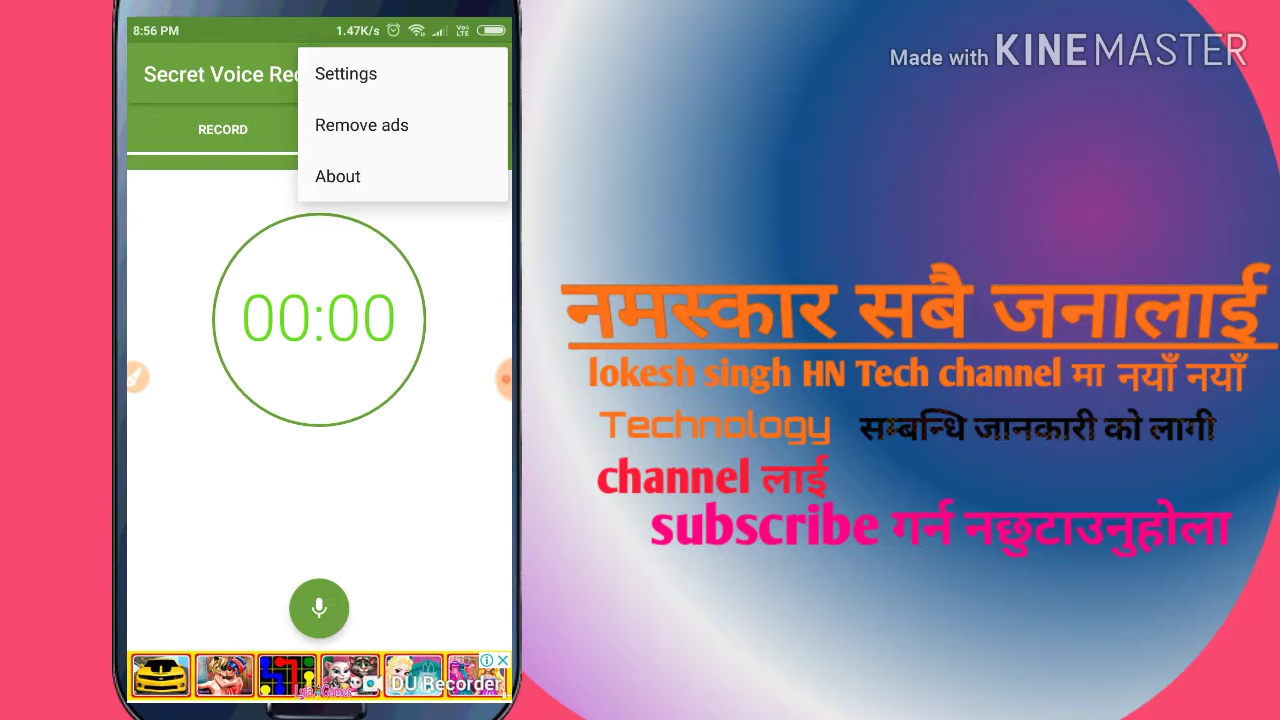 8:56 PM 1.47K/s Vo LTE
Made with KINEMASTER
Secret Voice Rec
Settings
Remove ads
About
RECORD
00:00
नमस्कार सबै जनालाई
lokesh singh HN Tech channel मा नयाँ नयाँ
Technology सम्बन्धि जानकारी को लागी
channel लाई
subscribe गर्न नछुटाउनुहोला
DU Recorder